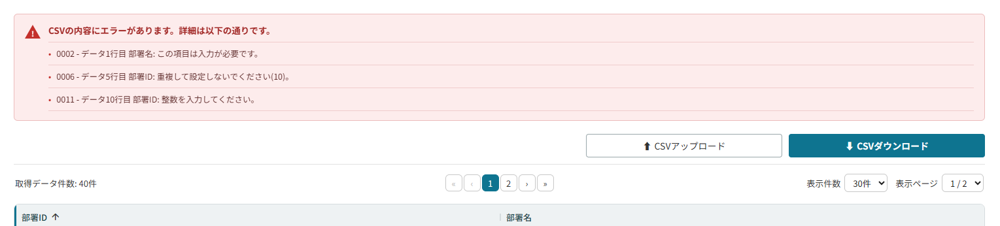 CSVの内容にエラーがあります。詳細は以下の通りです。
• 0002 - データ1行目 部署名: この項目は入力が必要です。
• 0006 - データ5行目 部署ID: 重複して設定しないでください(10)。
• 0011 - データ10行目 部署ID: 整数を入力してください。
⬆ CSVアップロード ⬇ CSVダウンロード
取得データ件数: 40件 « ‹ 1 2 › » 表示件数 30件 表示ページ 1 / 2
部署ID ↑ 部署名